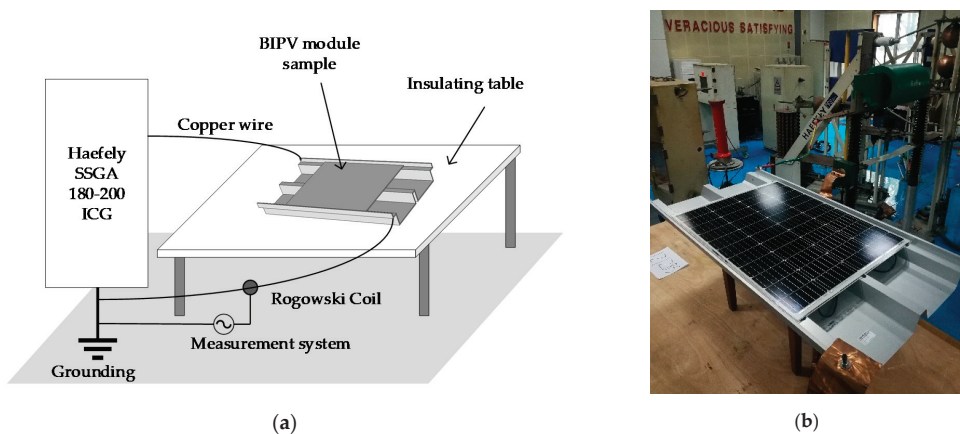 BIPV module
sample
Insulating table
Copper wire
Haefely
SSGA
180-200
ICG
Rogowski Coil
Measurement system
Grounding
(a)
VERACIOUS SATISFYING
HAEFELY
(b)